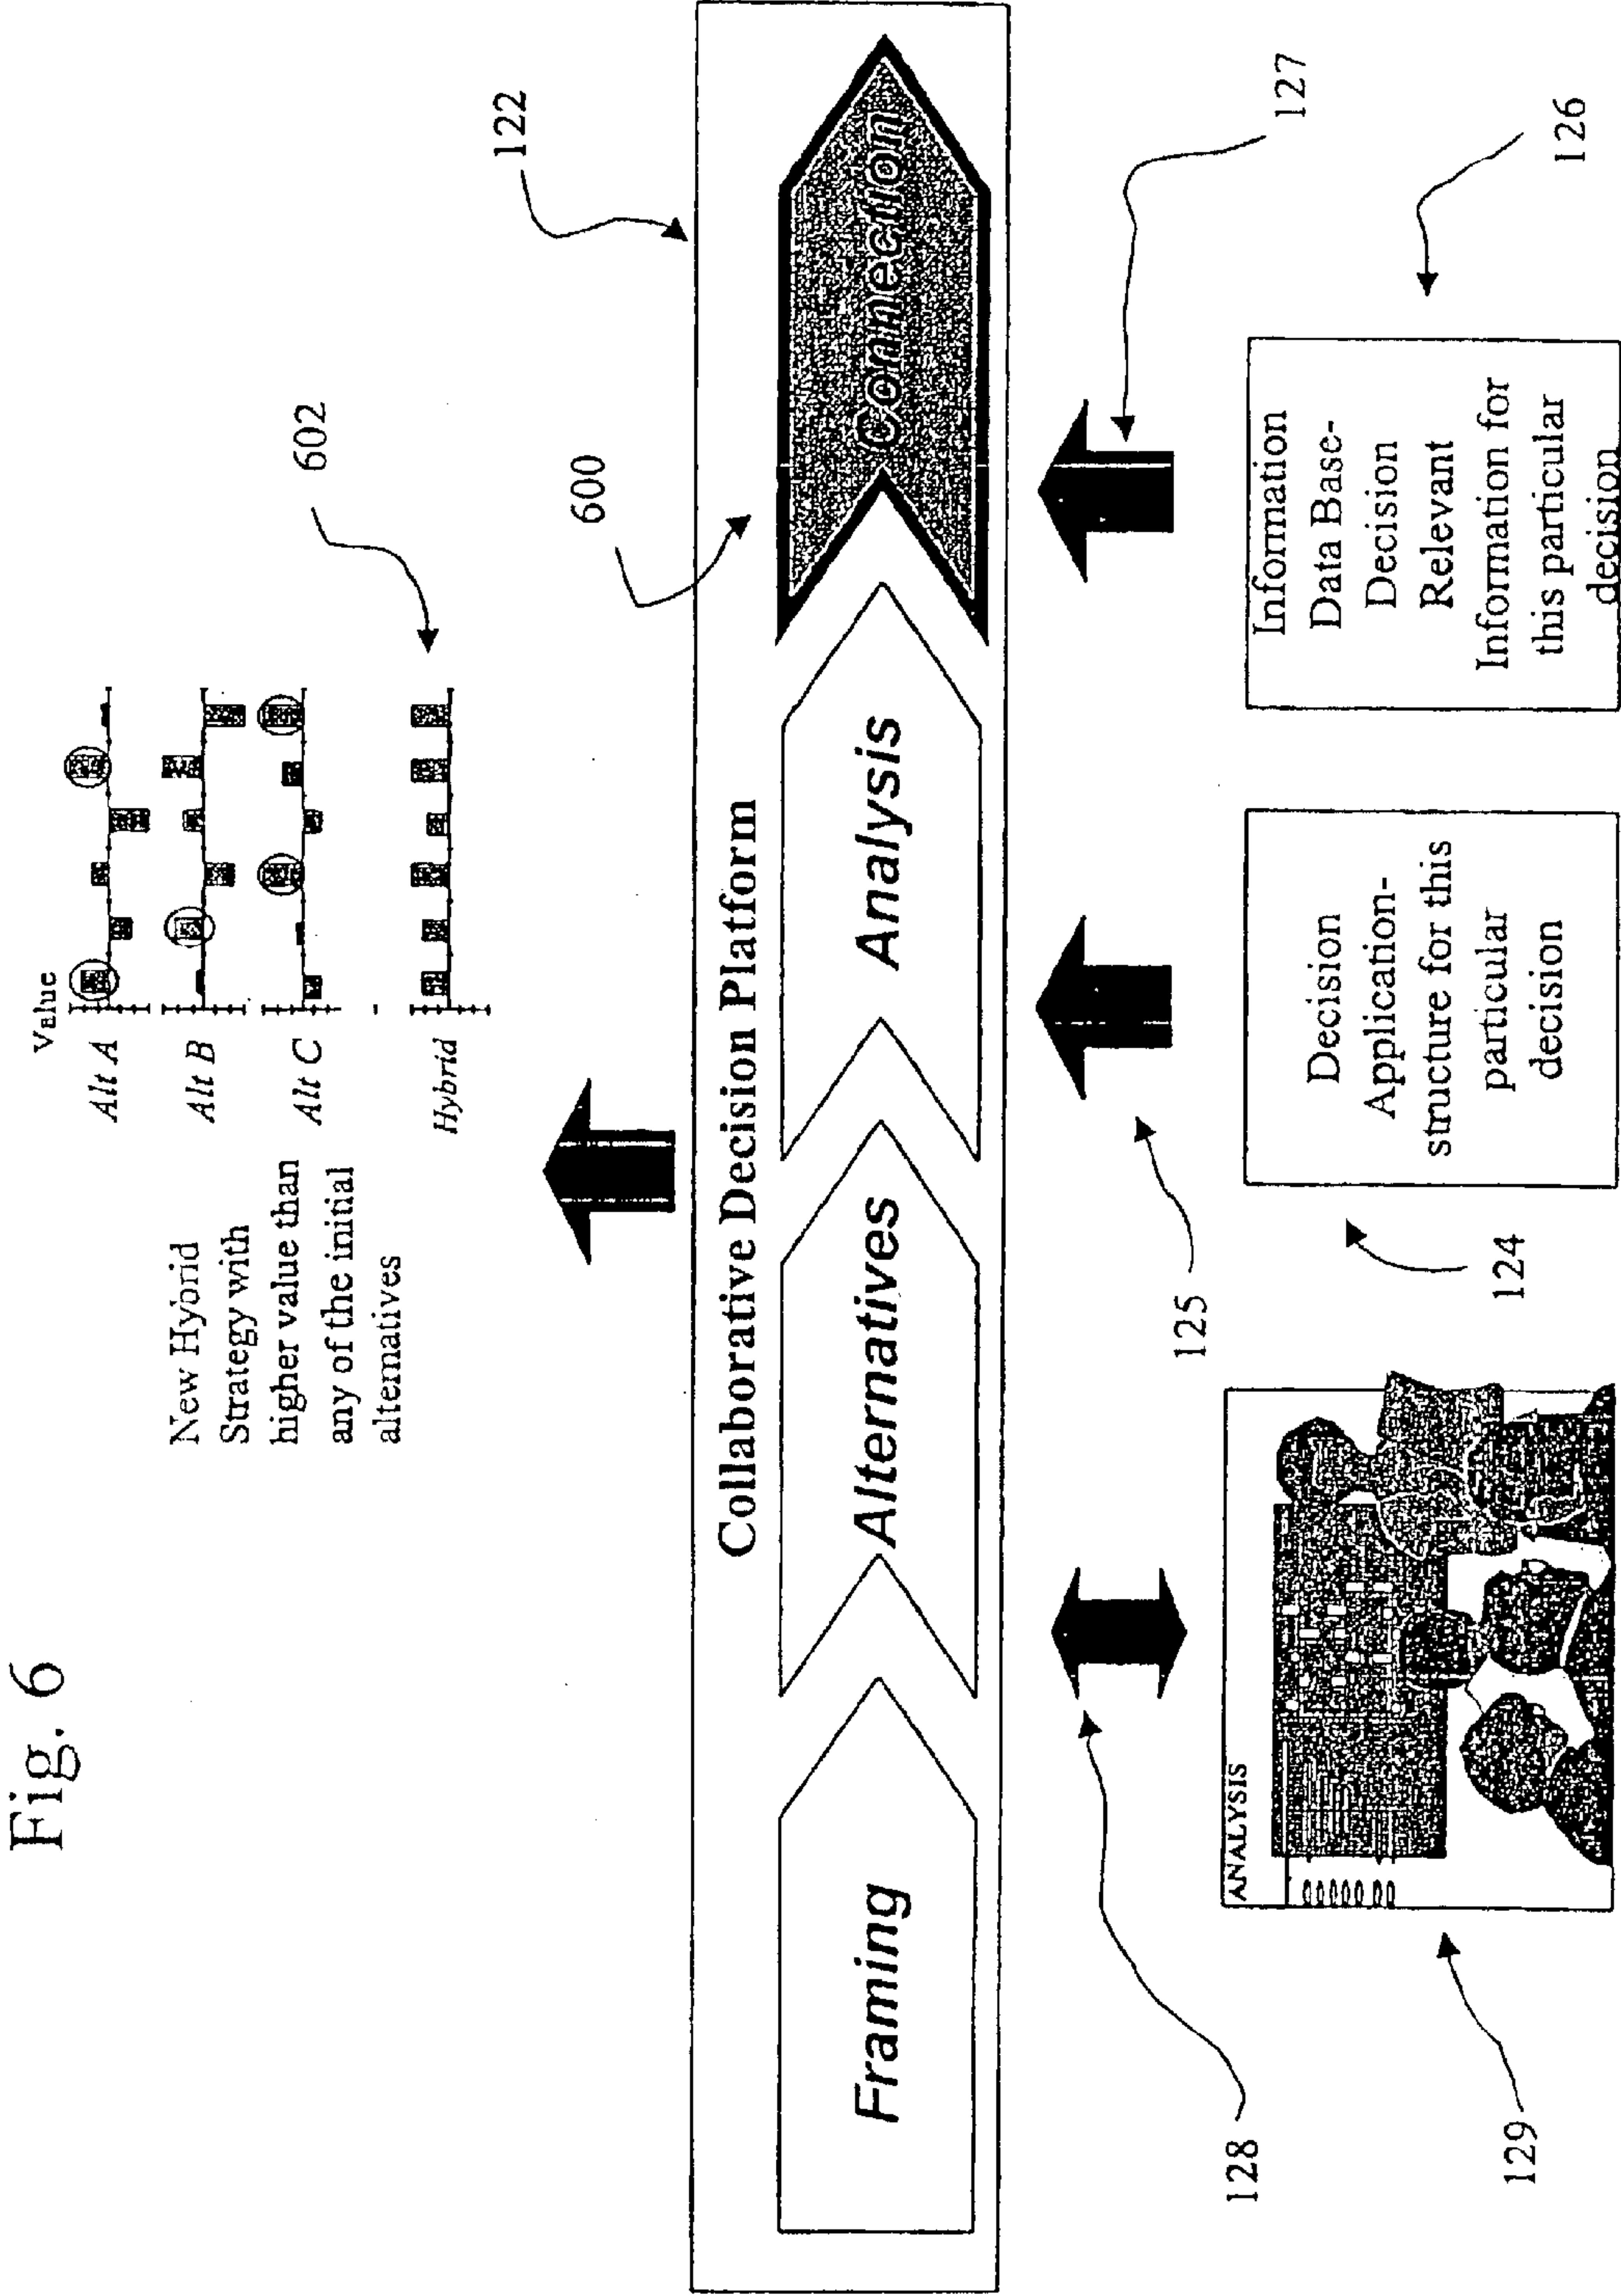 Fig. 6
Value
Alt A
Alt B
Alt C
Hybrid
New Hybrid
Strategy with
higher value than
any of the initial
alternatives
602
600
122
Collaborative Decision Platform
Framing
Alternatives
Analysis
Connection
128
125
127
ANALYSIS
129
Decision
Application-
structure for this
particular
decision
124
Information
Data Base-
Decision
Relevant
Information for
this particular
decision
126